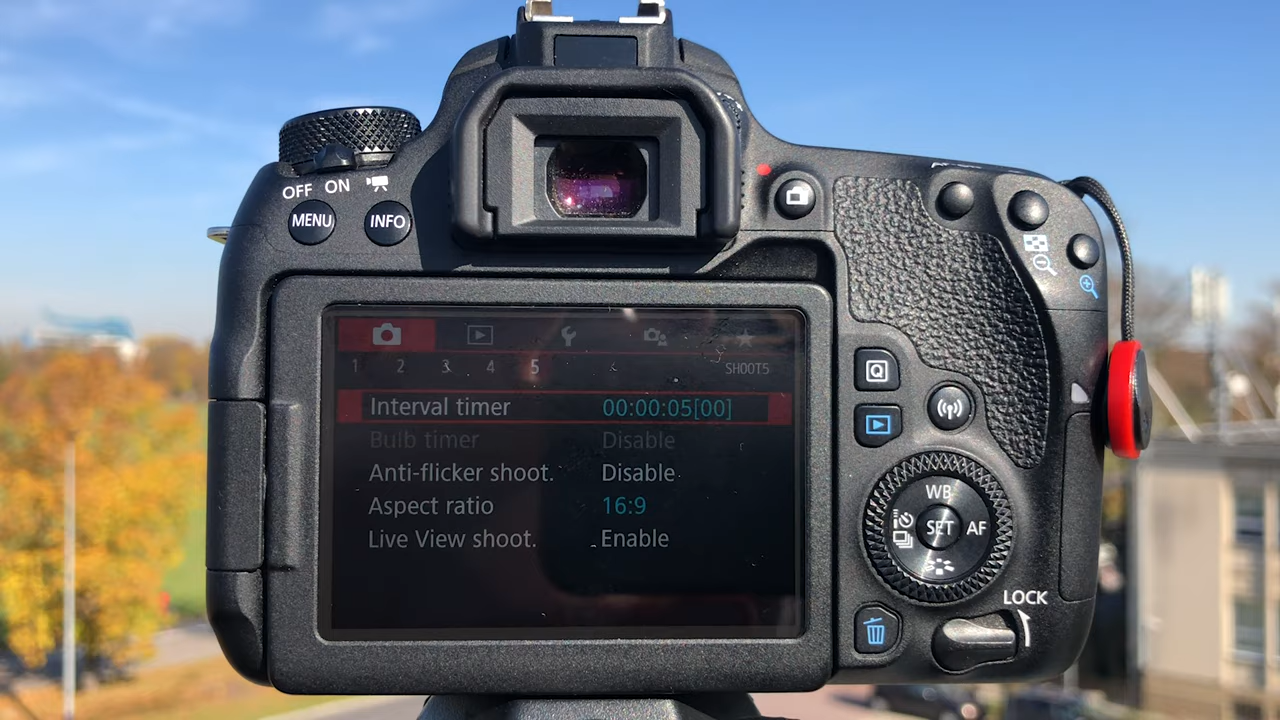 OFF ON
MENU INFO
1 2 3 4 5 SHOOT5
Interval timer 00:00:05[00]
Bulb timer Disable
Anti-flicker shoot. Disable
Aspect ratio 16:9
Live View shoot. Enable
Q
WB
SET AF
LOCK